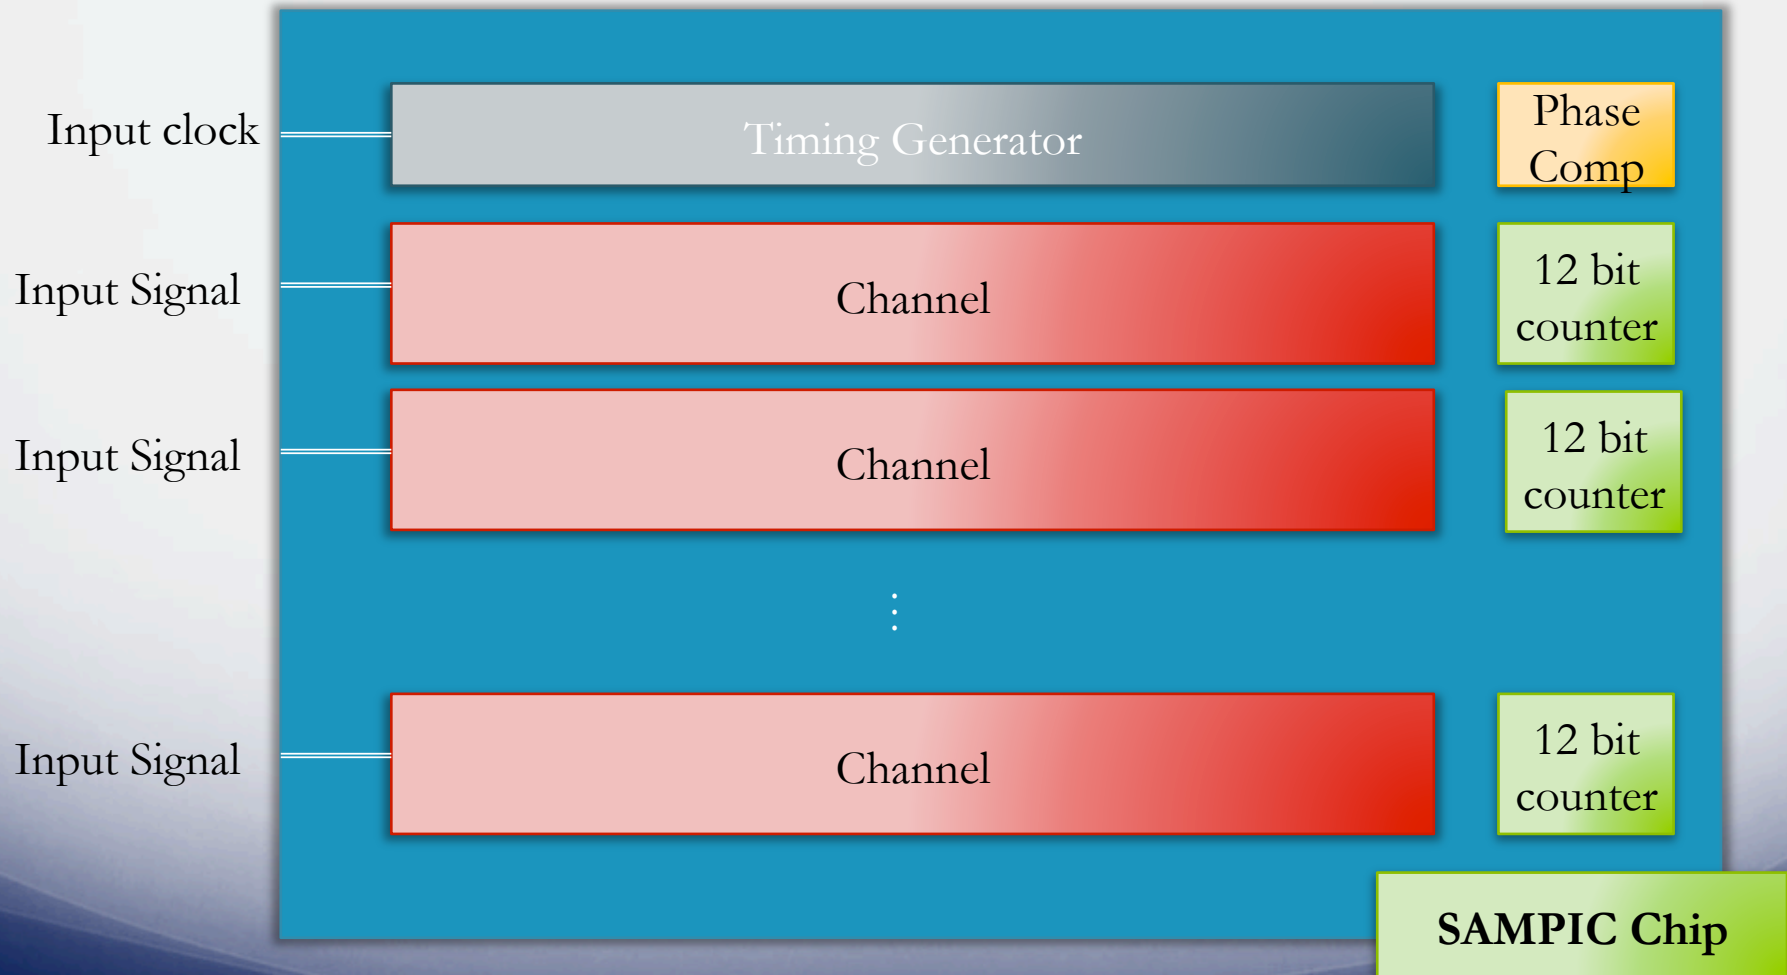 Input clock
Timing Generator
Phase
Comp
Input Signal
Channel
12 bit
counter
Input Signal
Channel
12 bit
counter
Input Signal
Channel
12 bit
counter
SAMPIC Chip